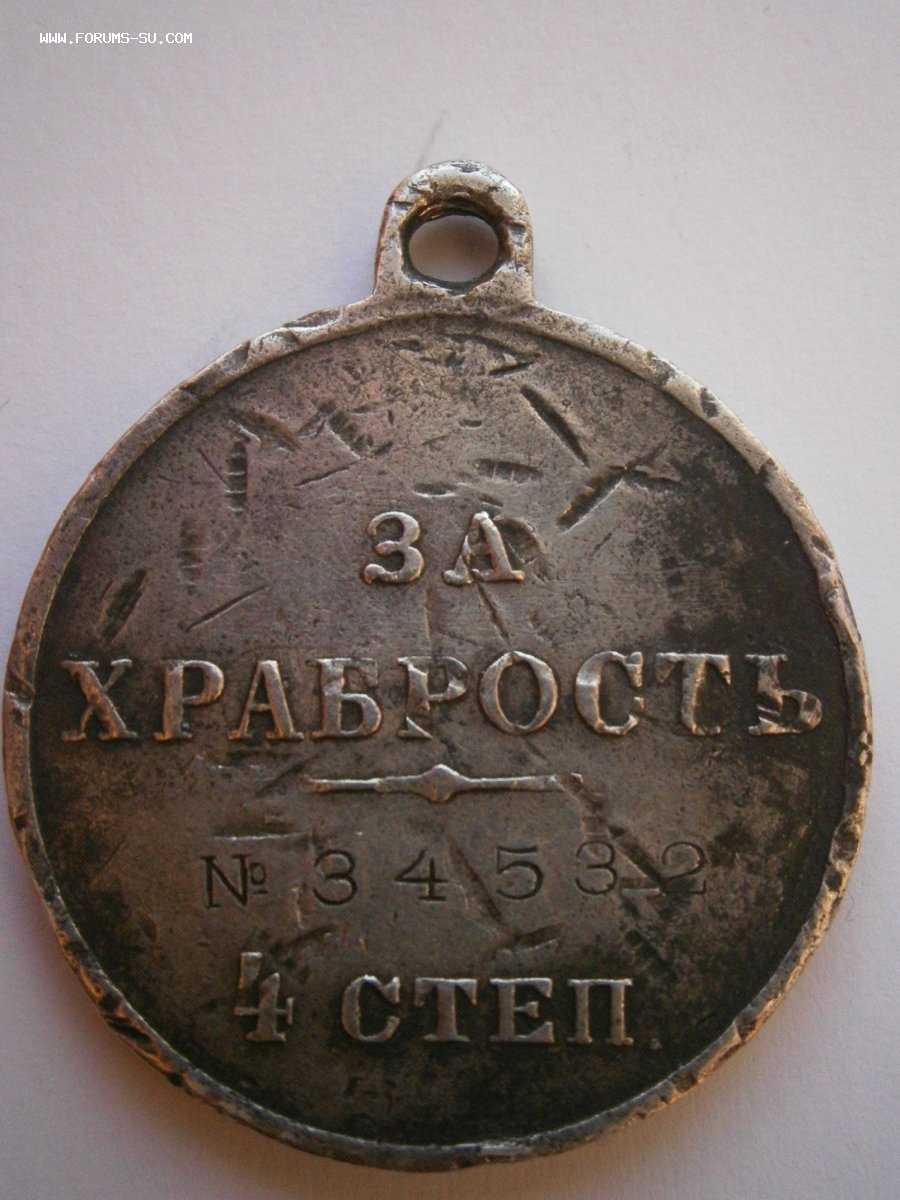 WWW.FORUMS-SU.COM
ЗА
ХРАБРОСТЬ
№ 34532
4 СТЕП.